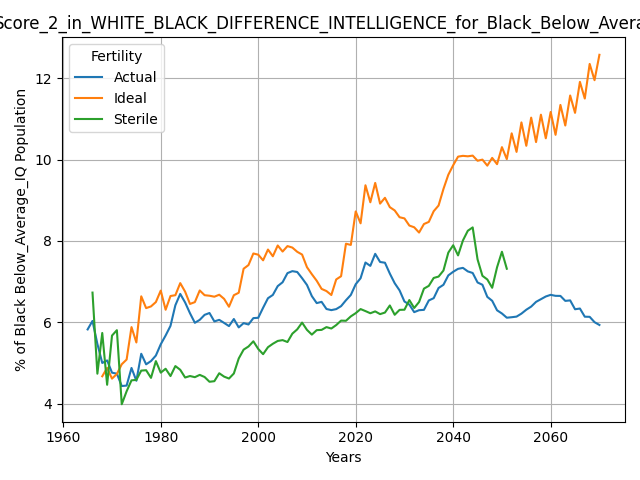 Score_2_in_WHITE_BLACK_DIFFERENCE_INTELLIGENCE_for_Black_Below_Avera
Fertility
Actual
Ideal
Sterile
% of Black Below_Average_IQ Population
12
10
8
6
4
1960 1980 2000 2020 2040 2060
Years